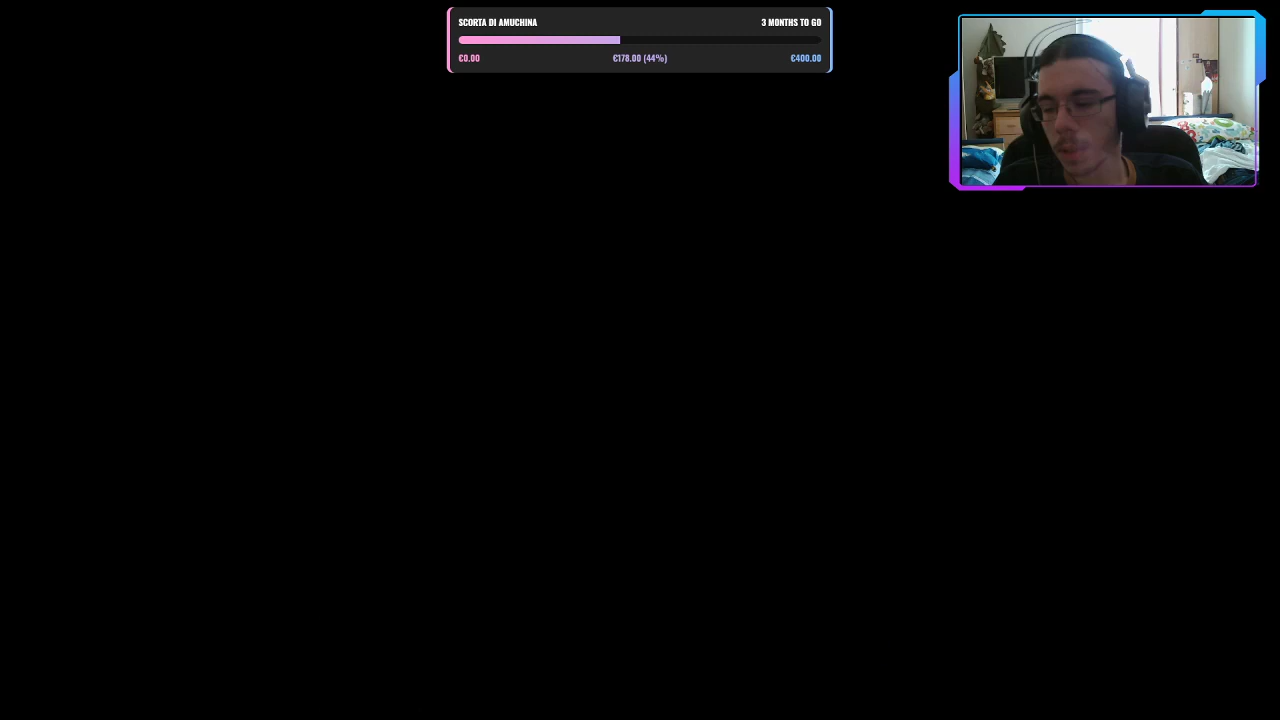 SCORTA DI AMUCHINA 3 MONTHS TO GO
€0.00 €178.00 (44%) €400.00